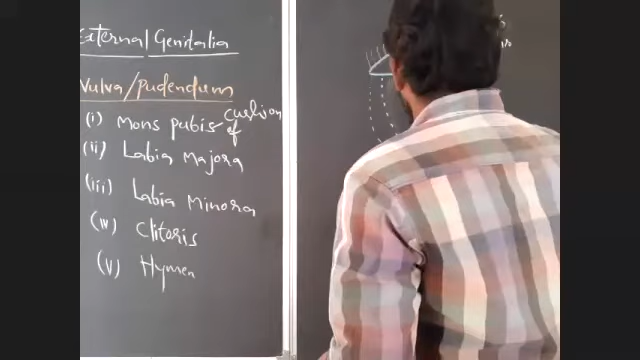 External Genitalia
Vulva/pudendum
(i) Mons pubis - cushion of
(ii) Labia Majora
(iii) Labia Minora
(iv) Clitoris
(v) Hymen